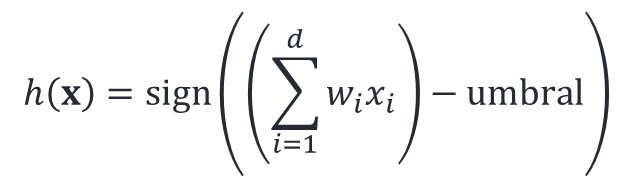 h(𝐱) = sign((∑_{i=1}^{d} w_i x_i) − umbral)